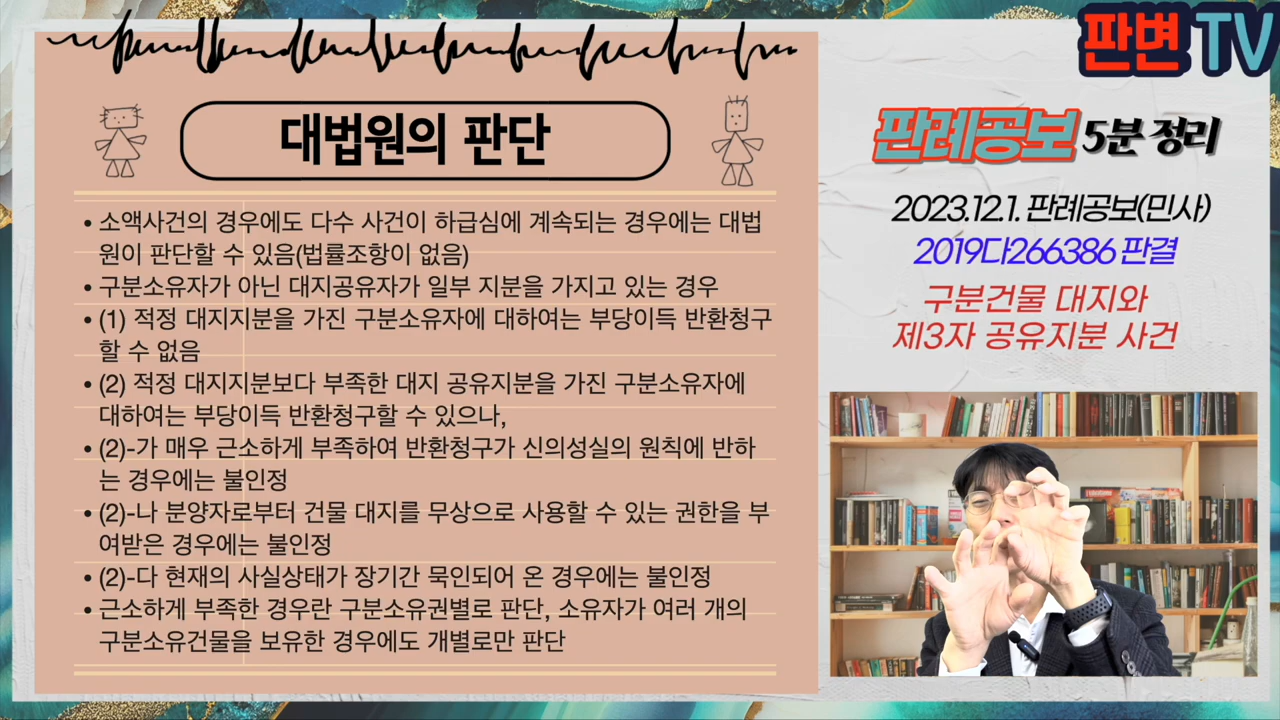 판변 TV
대법원의 판단
• 소액사건의 경우에도 다수 사건이 하급심에 계속되는 경우에는 대법
원이 판단할 수 있음(법률조항이 없음)
• 구분소유자가 아닌 대지공유자가 일부 지분을 가지고 있는 경우
• (1) 적정 대지지분을 가진 구분소유자에 대하여는 부당이득 반환청구
할 수 없음
• (2) 적정 대지지분보다 부족한 대지 공유지분을 가진 구분소유자에
대하여는 부당이득 반환청구할 수 있으나,
• (2)-가 매우 근소하게 부족하여 반환청구가 신의성실의 원칙에 반하
는 경우에는 불인정
• (2)-나 분양자로부터 건물 대지를 무상으로 사용할 수 있는 권한을 부
여받은 경우에는 불인정
• (2)-다 현재의 사실상태가 장기간 묵인되어 온 경우에는 불인정
• 근소하게 부족한 경우란 구분소유권별로 판단, 소유자가 여러 개의
구분소유건물을 보유한 경우에도 개별로만 판단
판례공보 5분 정리
2023.12.1. 판례공보(민사)
2019다266386 판결
구분건물 대지와
제3자 공유지분 사건